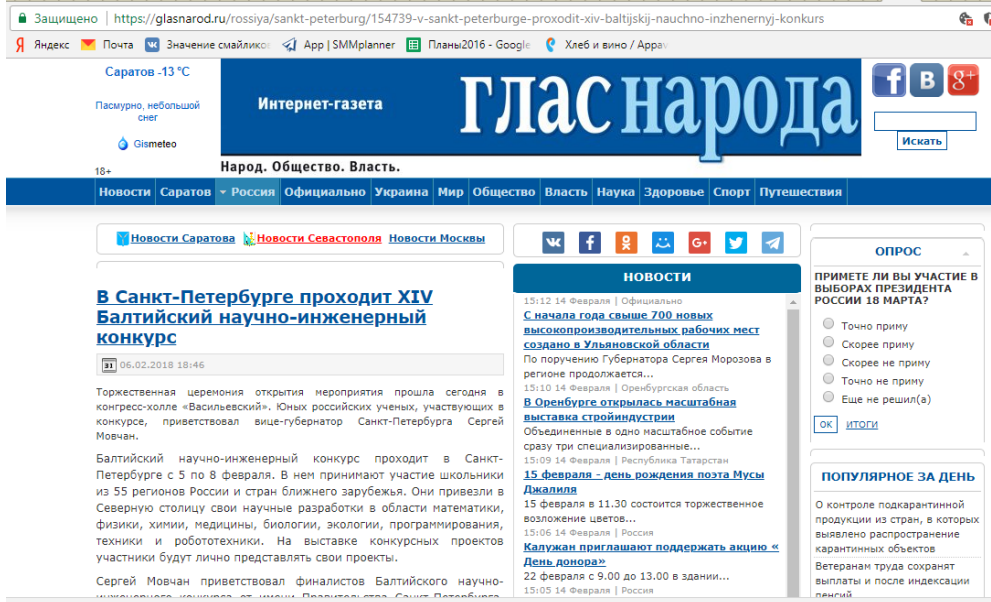 Защищено | https://glasnarod.ru/rossiya/sankt-peterburg/154739-v-sankt-peterburge-proxodit-xiv-baltijskij-nauchno-inzhenernyj-konkurs
Яндекс Почта Значение смайликов App | SMMplanner Планы2016 - Google Хлеб и вино / Appav
Саратов -13 °C
Пасмурно, небольшой
снег
Gismeteo
18+
Интернет-газета
глас народа
Народ. Общество. Власть.
Искать
Новости Саратов Россия Официально Украина Мир Общество Власть Наука Здоровье Спорт Путешествия
Новости Саратова Новости Севастополя Новости Москвы
В Санкт-Петербурге проходит XIV
Балтийский научно-инженерный
конкурс
31 06.02.2018 18:46
Торжественная церемония открытия мероприятия прошла сегодня в
конгресс-холле «Васильевский». Юных российских ученых, участвующих в
конкурсе, приветствовал вице-губернатор Санкт-Петербурга Сергей
Мовчан.
Балтийский научно-инженерный конкурс проходит в Санкт-
Петербурге с 5 по 8 февраля. В нем принимают участие школьники
из 55 регионов России и стран ближнего зарубежья. Они привезли в
Северную столицу свои научные разработки в области математики,
физики, химии, медицины, биологии, экологии, программирования,
техники и робототехники. На выставке конкурсных проектов
участники будут лично представлять свои проекты.
Сергей Мовчан приветствовал финалистов Балтийского научно-
инженерного конкурса от имени Правительства Санкт-Петербурга.
НОВОСТИ
15:12 14 Февраля | Официально
С начала года свыше 700 новых
высокопроизводительных рабочих мест
создано в Ульяновской области
По поручению Губернатора Сергея Морозова в
регионе продолжается...
15:10 14 Февраля | Оренбургская область
В Оренбурге открылась масштабная
выставка стройиндустрии
Объединенные в одно масштабное событие
сразу три специализированные...
15:09 14 Февраля | Республика Татарстан
15 февраля - день рождения поэта Мусы
Джалиля
15 февраля в 11.30 состоится торжественное
возложение цветов...
15:06 14 Февраля | Россия
Калужан приглашают поддержать акцию «
День донора»
22 февраля с 9.00 до 13.00 в здании...
15:05 14 Февраля | Россия
ОПРОС
ПРИМЕТЕ ЛИ ВЫ УЧАСТИЕ В
ВЫБОРАХ ПРЕЗИДЕНТА
РОССИИ 18 МАРТА?
Точно приму
Скорее приму
Скорее не приму
Точно не приму
Еще не решил(а)
ОК ИТОГИ
ПОПУЛЯРНОЕ ЗА ДЕНЬ
О контроле подкарантинной
продукции из стран, в которых
выявлено распространение
карантинных объектов
Ветеранам труда сохранят
выплаты и после индексации
пенсий